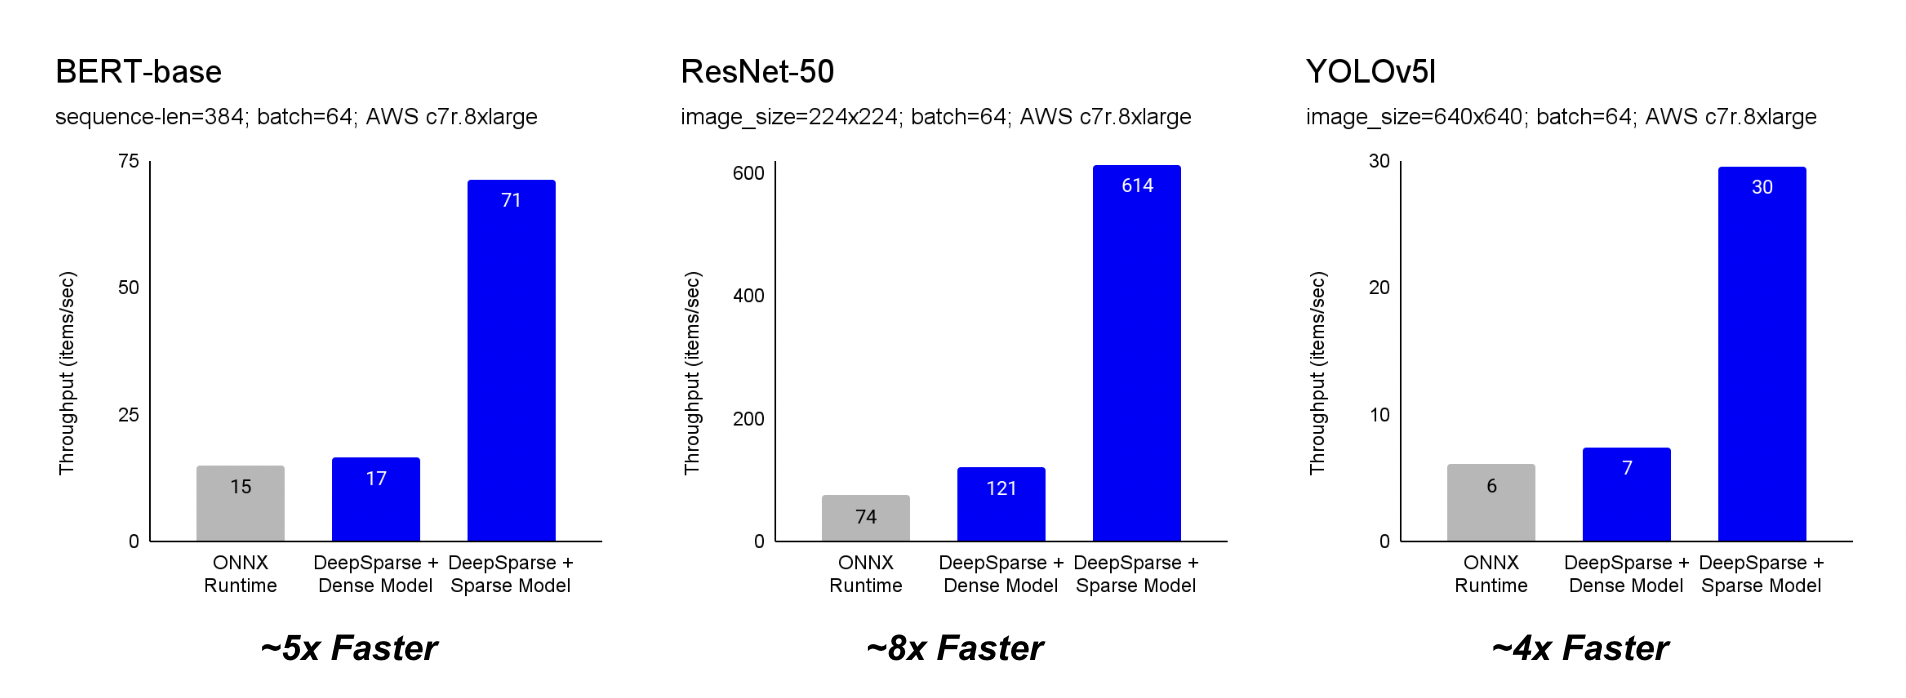 BERT-base
sequence-len=384; batch=64; AWS c7r.8xlarge
Throughput (items/sec)
75
50
25
0
15
17
71
ONNX
Runtime
DeepSparse +
Dense Model
DeepSparse +
Sparse Model
~5x Faster
ResNet-50
image_size=224x224; batch=64; AWS c7r.8xlarge
Throughput (items/sec)
600
400
200
0
74
121
614
ONNX
Runtime
DeepSparse +
Dense Model
DeepSparse +
Sparse Model
~8x Faster
YOLOv5l
image_size=640x640; batch=64; AWS c7r.8xlarge
Throughput (items/sec)
30
20
10
0
6
7
30
ONNX
Runtime
DeepSparse +
Dense Model
DeepSparse +
Sparse Model
~4x Faster